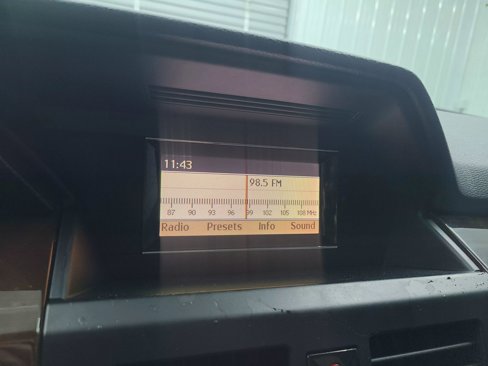 11:43
98.5 FM
87 90 93 96 99 102 105 108 MHz
Radio Presets Info Sound